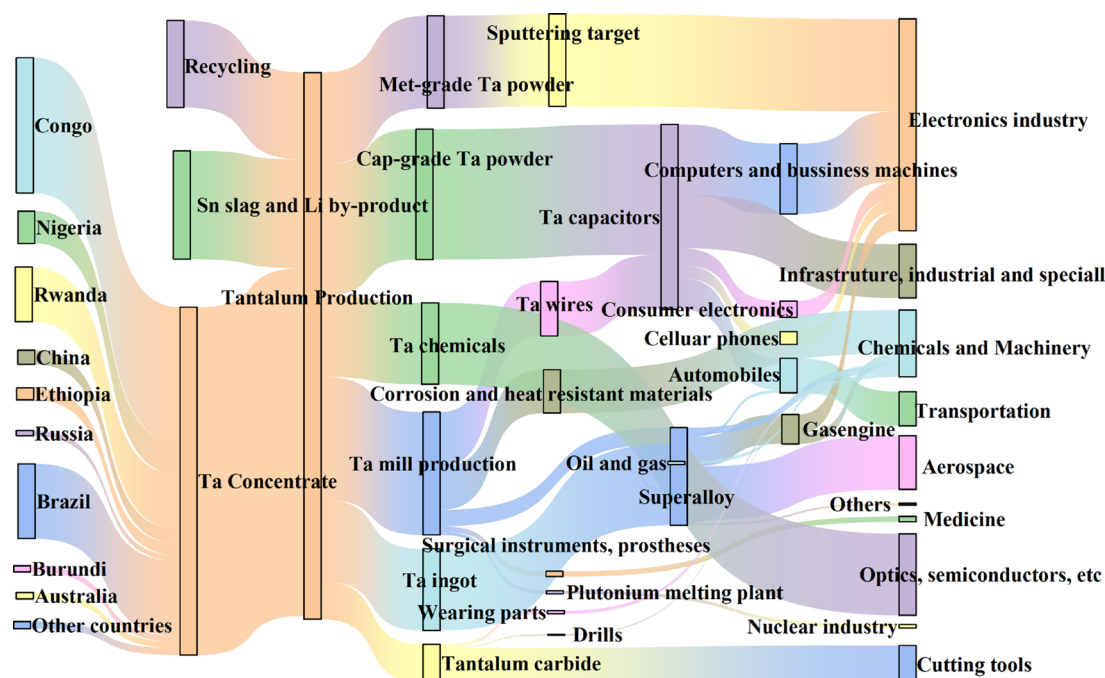 Sputtering target
Recycling
Met-grade Ta powder
Electronics industry
Congo
Cap-grade Ta powder
Computers and bussiness machines
Sn slag and Li by-product
Ta capacitors
Nigeria
Infrastruture, industrial and speciall
Rwanda
Tantalum Production
Ta wires
Consumer electronics
Celluar phones
Chemicals and Machinery
Ta chemicals
China
Automobiles
Ethiopia
Corrosion and heat resistant materials
Transportation
Russia
Gasengine
Ta mill production
Oil and gas
Aerospace
Ta Concentrate
Brazil
Superalloy
Others
Medicine
Surgical instruments, prostheses
Burundi
Ta ingot
Optics, semiconductors, etc
Australia
Plutonium melting plant
Wearing parts
Other countries
Nuclear industry
Drills
Tantalum carbide
Cutting tools